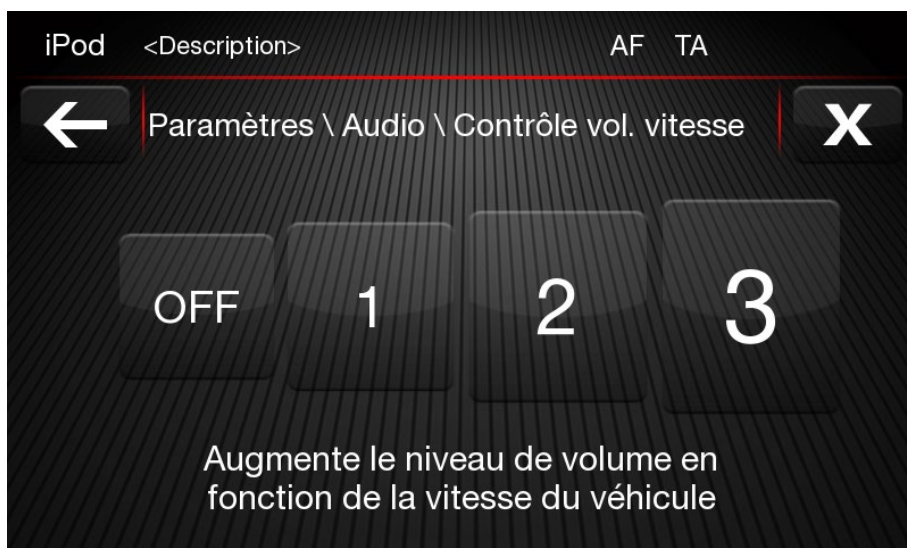 iPod <Description> AF TA
← Paramètres \ Audio \ Contrôle vol. vitesse X
OFF 1 2 3
Augmente le niveau de volume en
fonction de la vitesse du véhicule